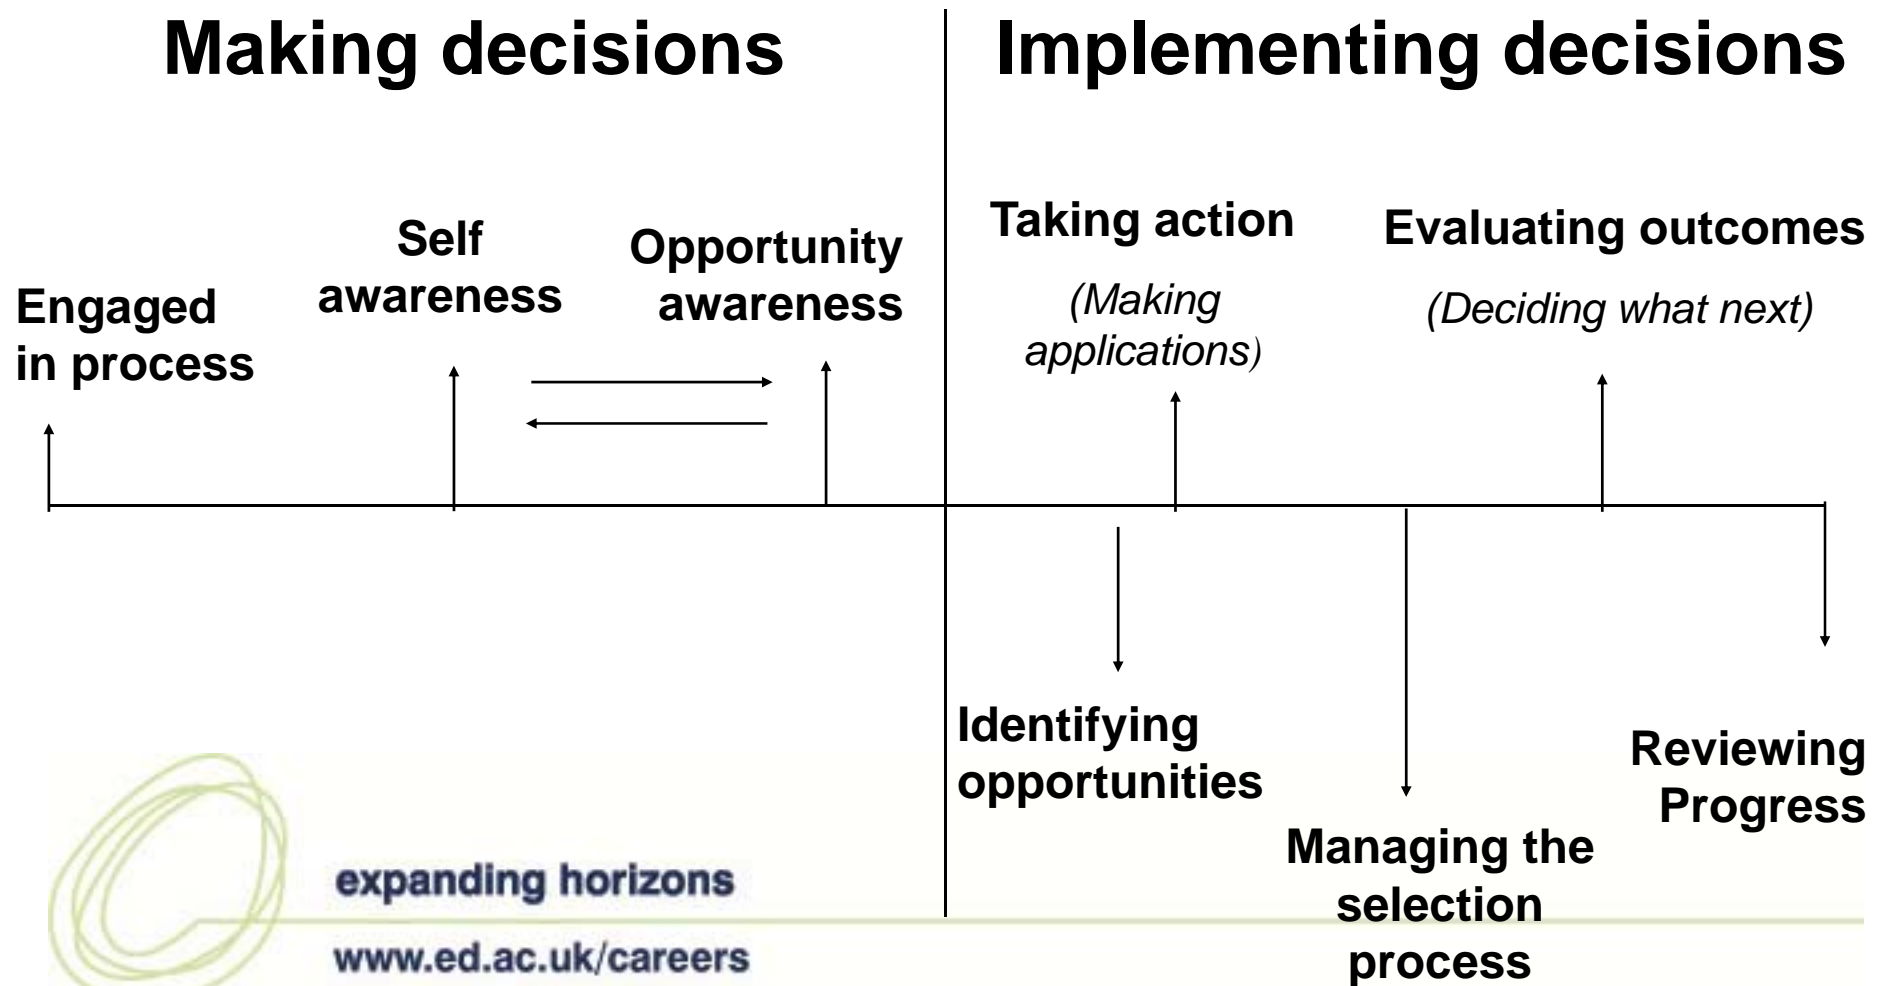 Making decisions
Implementing decisions
Engaged
in process
Self
awareness
Opportunity
awareness
Taking action
(Making
applications)
Evaluating outcomes
(Deciding what next)
Identifying
opportunities
Managing the
selection
process
Reviewing
Progress
expanding horizons
www.ed.ac.uk/careers